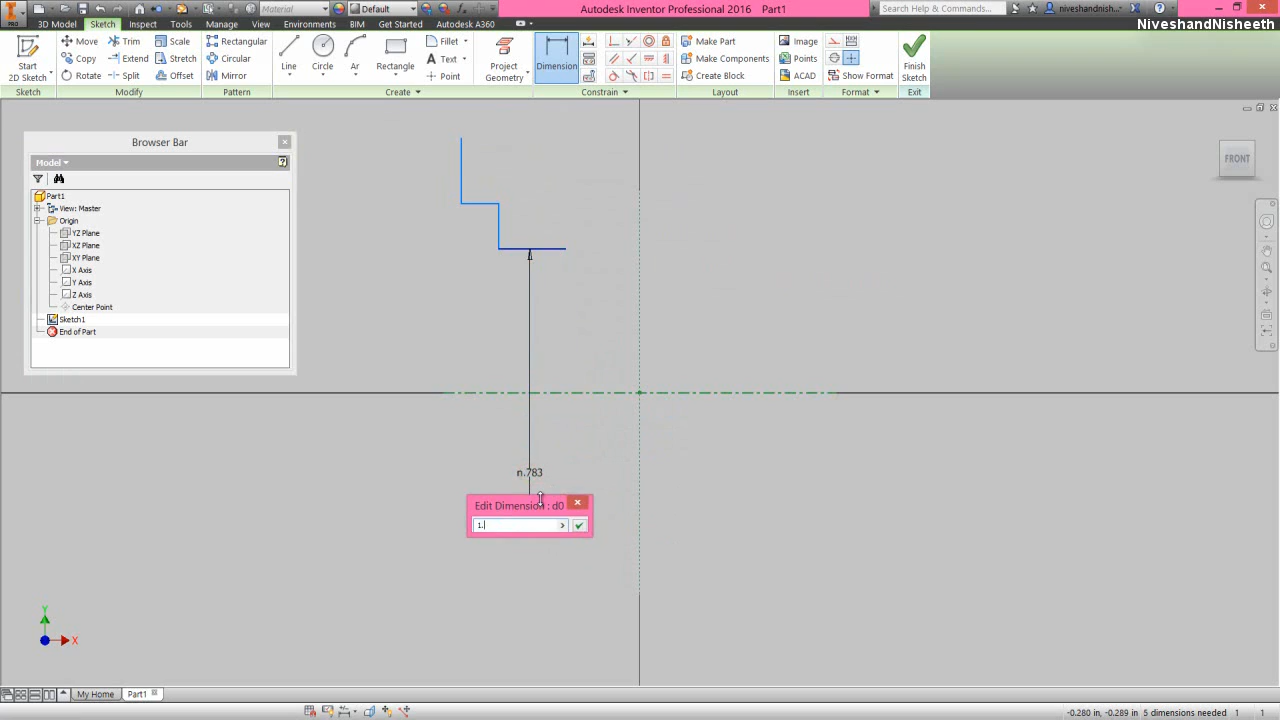 Material
Default
Autodesk Inventor Professional 2016 Part1
Search Help & Commands...
niveshandnish...
NiveshandNisheeth
PRO
3D Model
Sketch
Inspect
Tools
Manage
View
Environments
BIM
Get Started
Autodesk A360
Start
2D Sketch
Move
Trim
Scale
Stretch
Rotate
Split
Offset
Rectangular
Circular
Mirror
Line
Circle
Arc
Rectangle
Fillet
Text
Point
Project
Geometry
Dimension
Make Part
Make Components
Create Block
Image
Points
ACAD
Show Format
Finish
Sketch
Sketch
Modify
Pattern
Create
Constrain
Layout
Insert
Format
Exit
Browser Bar
Model
Part1
View: Master
Origin
YZ Plane
XZ Plane
XY Plane
X Axis
Y Axis
Z Axis
Center Point
Sketch1
End of Part
FRONT
n.783
Edit Dimension : d0
1.
Y
X
My Home
Part1
-0.280 in, -0.289 in 5 dimensions needed 1 1